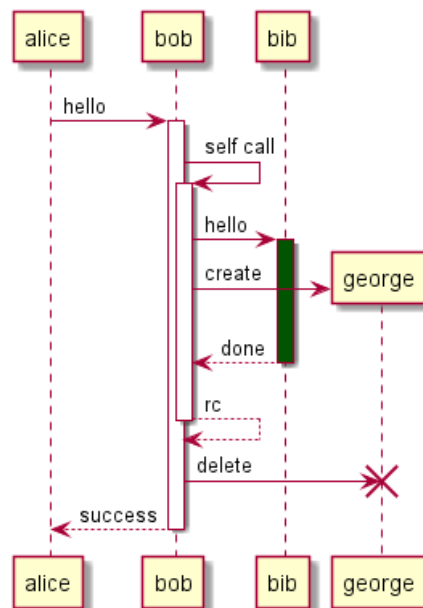 alice bob bib
hello
self call
hello
create
george
done
rc
delete
success
alice bob bib george